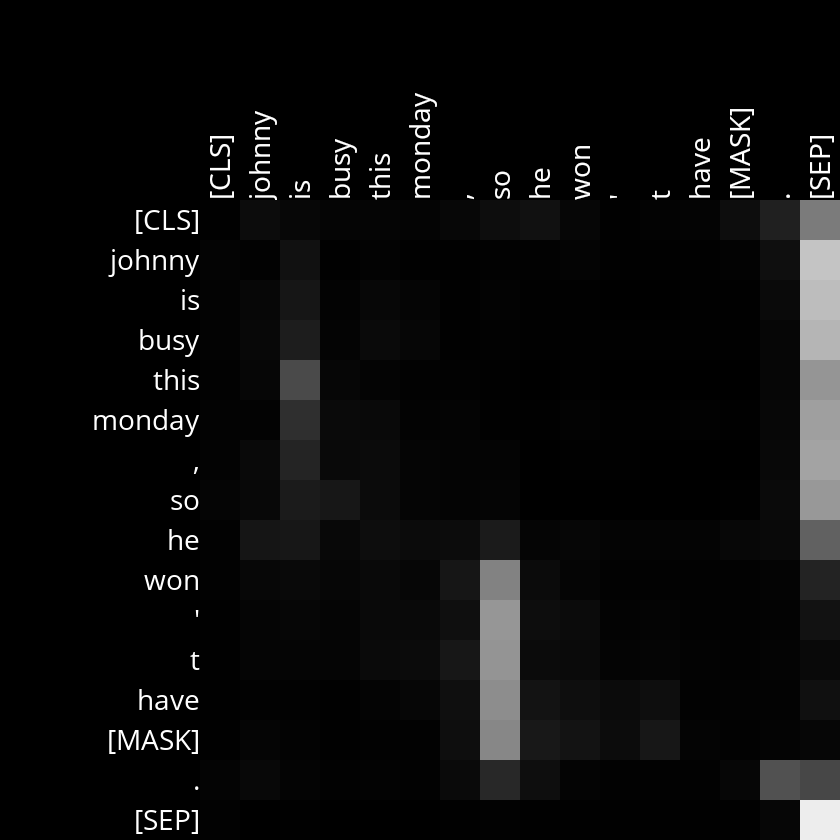 [CLS] johnny is busy this monday , so he won ' t have [MASK] . [SEP]
[CLS]
johnny
is
busy
this
monday
,
so
he
won
'
t
have
[MASK]
.
[SEP]